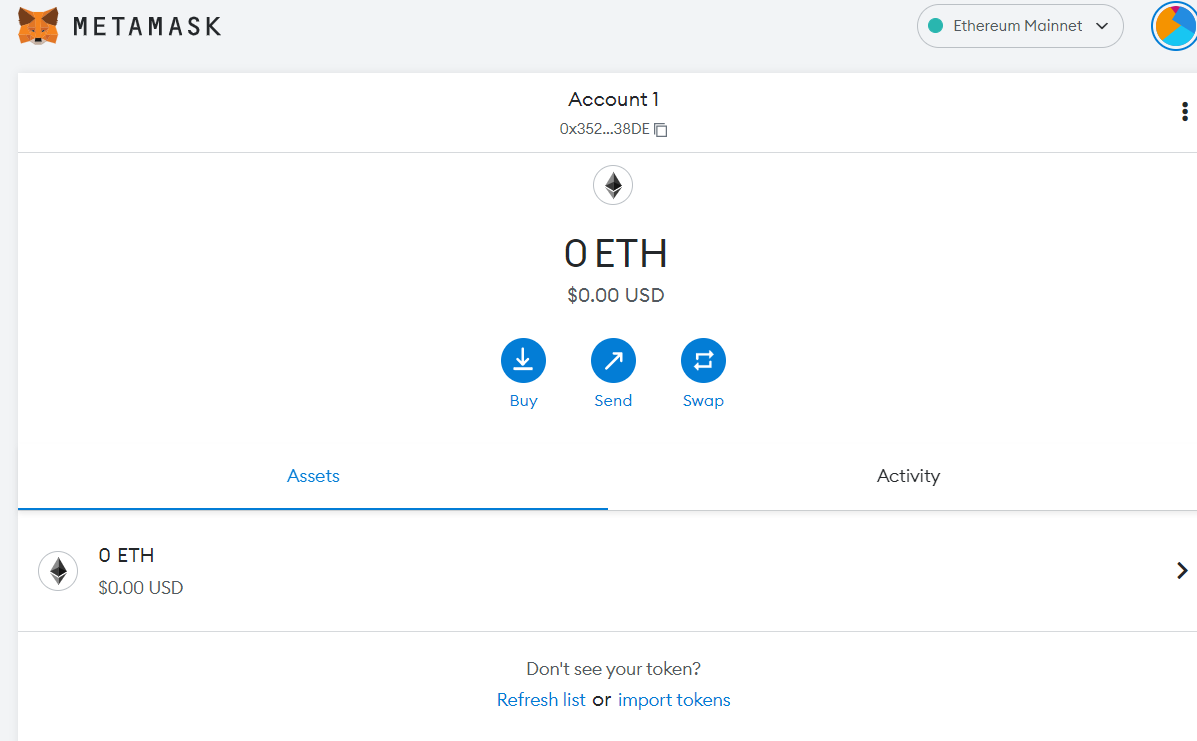 METAMASK
Ethereum Mainnet
Account 1
0x352...38DE
0 ETH
$0.00 USD
Buy
Send
Swap
Assets
Activity
0 ETH
$0.00 USD
Don't see your token?
Refresh list or import tokens